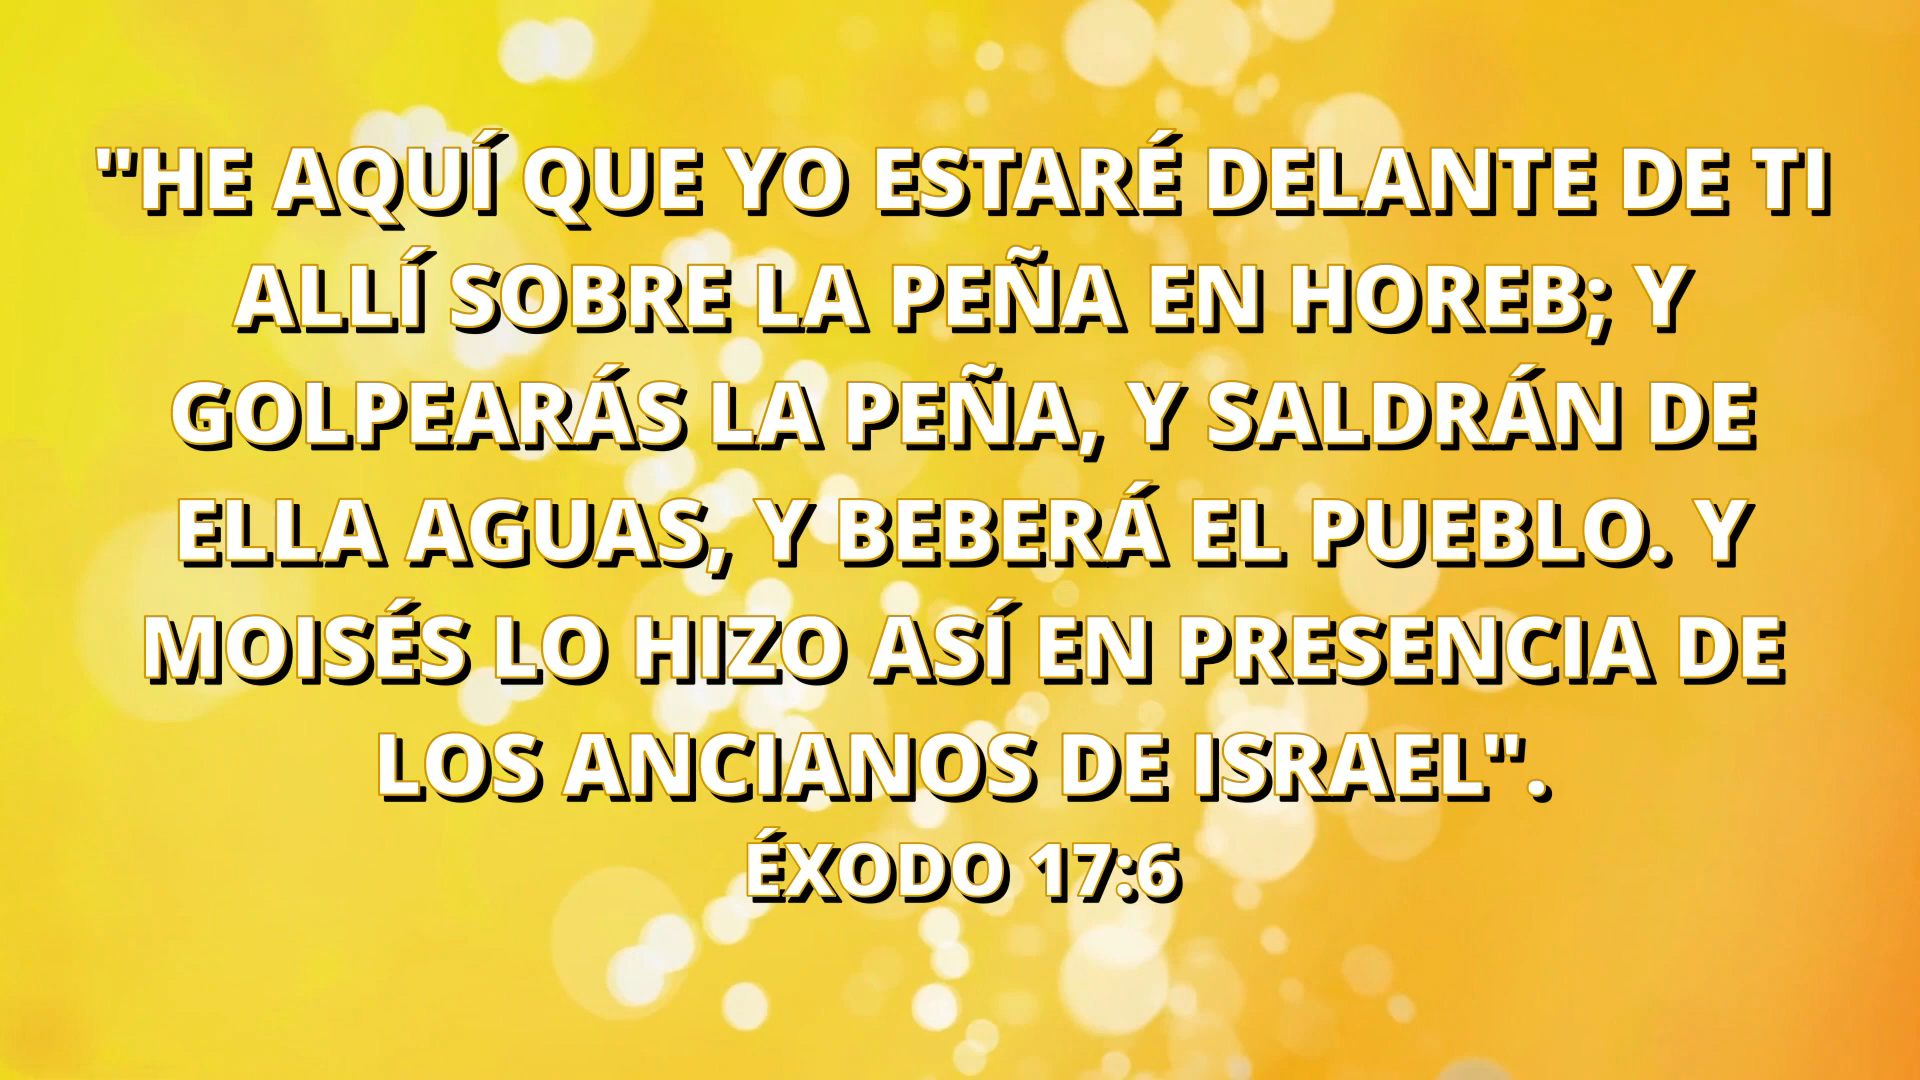 "HE AQUÍ QUE YO ESTARÉ DELANTE DE TI
ALLÍ SOBRE LA PEÑA EN HOREB; Y
GOLPEARÁS LA PEÑA, Y SALDRÁN DE
ELLA AGUAS, Y BEBERÁ EL PUEBLO. Y
MOISÉS LO HIZO ASÍ EN PRESENCIA DE
LOS ANCIANOS DE ISRAEL".
ÉXODO 17:6